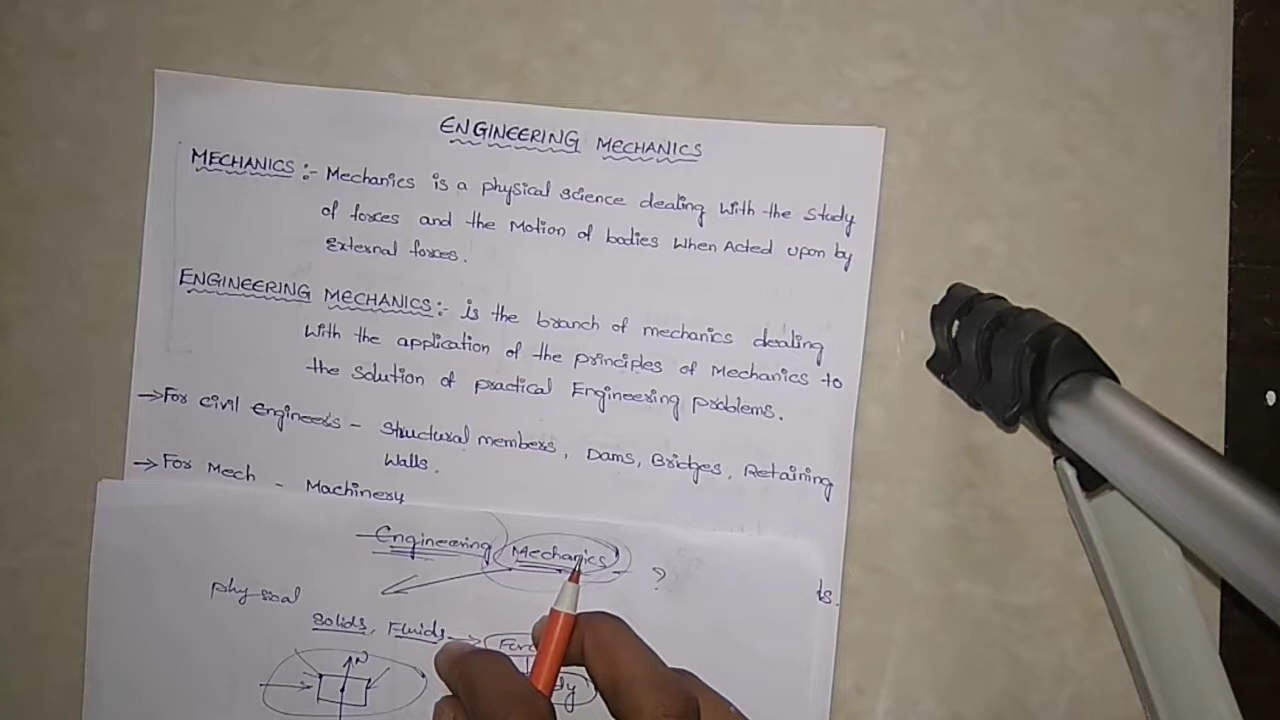 ENGINEERING MECHANICS
MECHANICS :- Mechanics is a physical science dealing with the study
of forces and the Motion of bodies when Acted upon by
External forces.
ENGINEERING MECHANICS :- is the branch of mechanics dealing
with the application of the principles of Mechanics to
the solution of practical Engineering problems.
→ For civil Engineers - Structural members, Dams, Bridges, Retaining
Walls.
→ For Mech - Machinery
Engineering Mechanics ?
ts.
physical
Solids, Fluids →
N